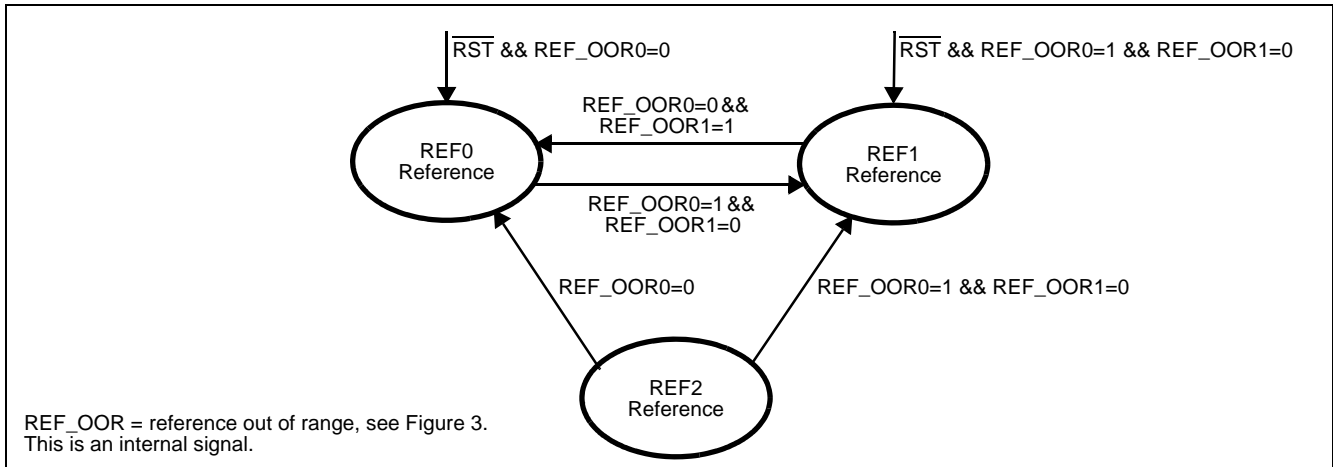 RST && REF_OOR0=0
RST && REF_OOR0=1 && REF_OOR1=0
REF_OOR0=0 &&
REF_OOR1=1
REF0
Reference
REF1
Reference
REF_OOR0=1 &&
REF_OOR1=0
REF_OOR0=0
REF_OOR0=1 && REF_OOR1=0
REF2
Reference
REF_OOR = reference out of range, see Figure 3.
This is an internal signal.